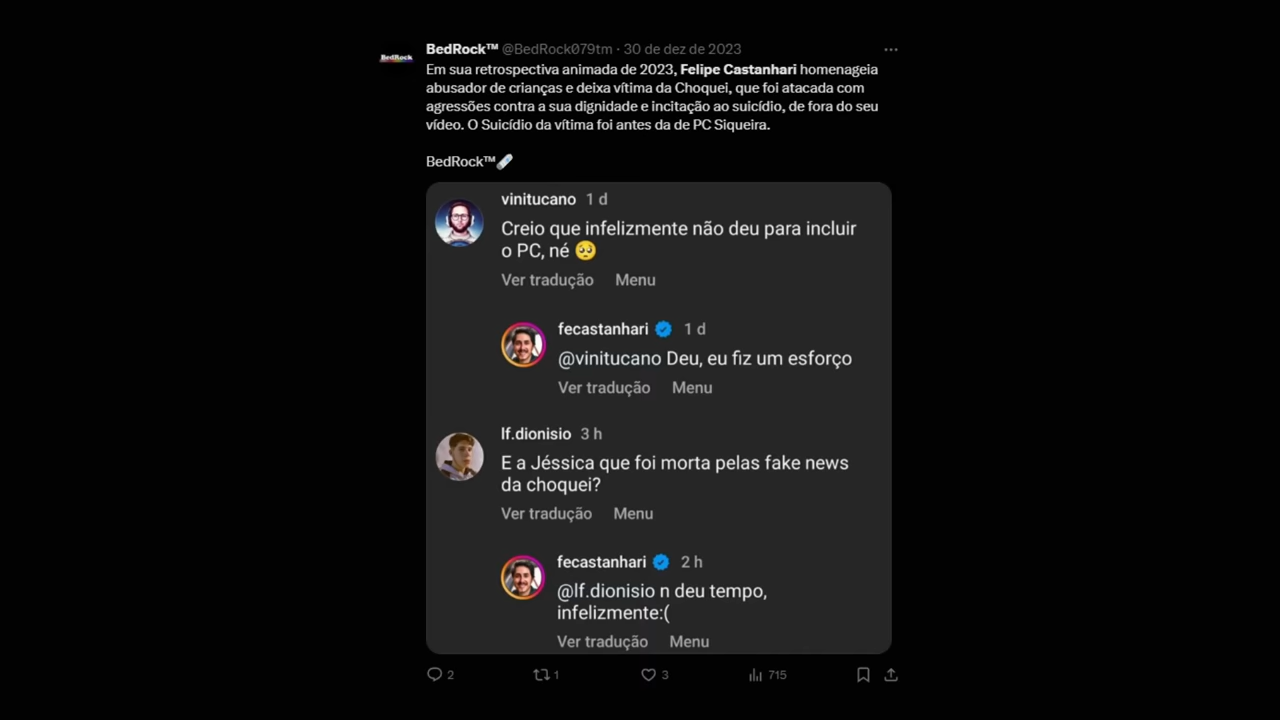 BedRock
BedRock™ @BedRock079tm · 30 de dez de 2023
Em sua retrospectiva animada de 2023, Felipe Castanhari homenageia
abusador de crianças e deixa vítima da Choquei, que foi atacada com
agressões contra a sua dignidade e incitação ao suicídio, de fora do seu
vídeo. O Suicídio da vítima foi antes da de PC Siqueira.
BedRock™🩹
vinitucano 1 d
Creio que infelizmente não deu para incluir
o PC, né 🥺
Ver tradução Menu
fecastanhari 1 d
@vinitucano Deu, eu fiz um esforço
Ver tradução Menu
lf.dionisio 3 h
E a Jéssica que foi morta pelas fake news
da choquei?
Ver tradução Menu
fecastanhari 2 h
@lf.dionisio n deu tempo,
infelizmente:(
Ver tradução Menu
2 1 3 715